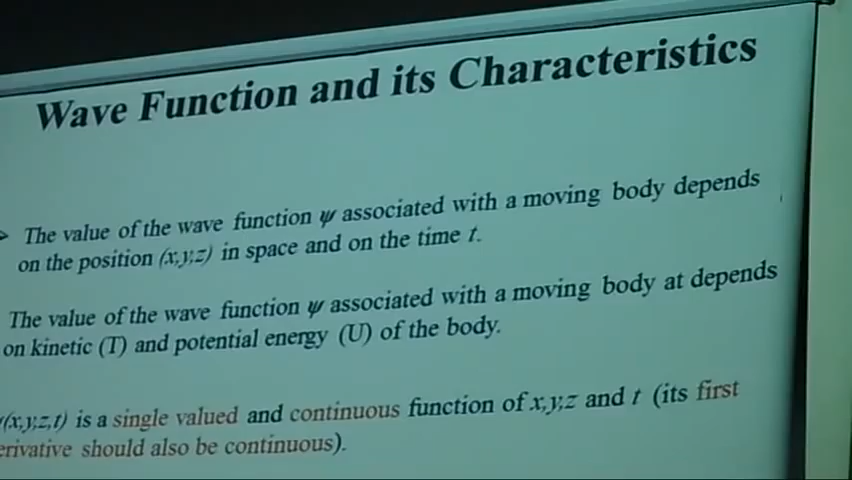 Wave Function and its Characteristics
The value of the wave function ψ associated with a moving body depends
on the position (x,y,z) in space and on the time t.
The value of the wave function ψ associated with a moving body at depends
on kinetic (T) and potential energy (U) of the body.
(x,y,z,t) is a single valued and continuous function of x,y,z and t (its first
erivative should also be continuous).